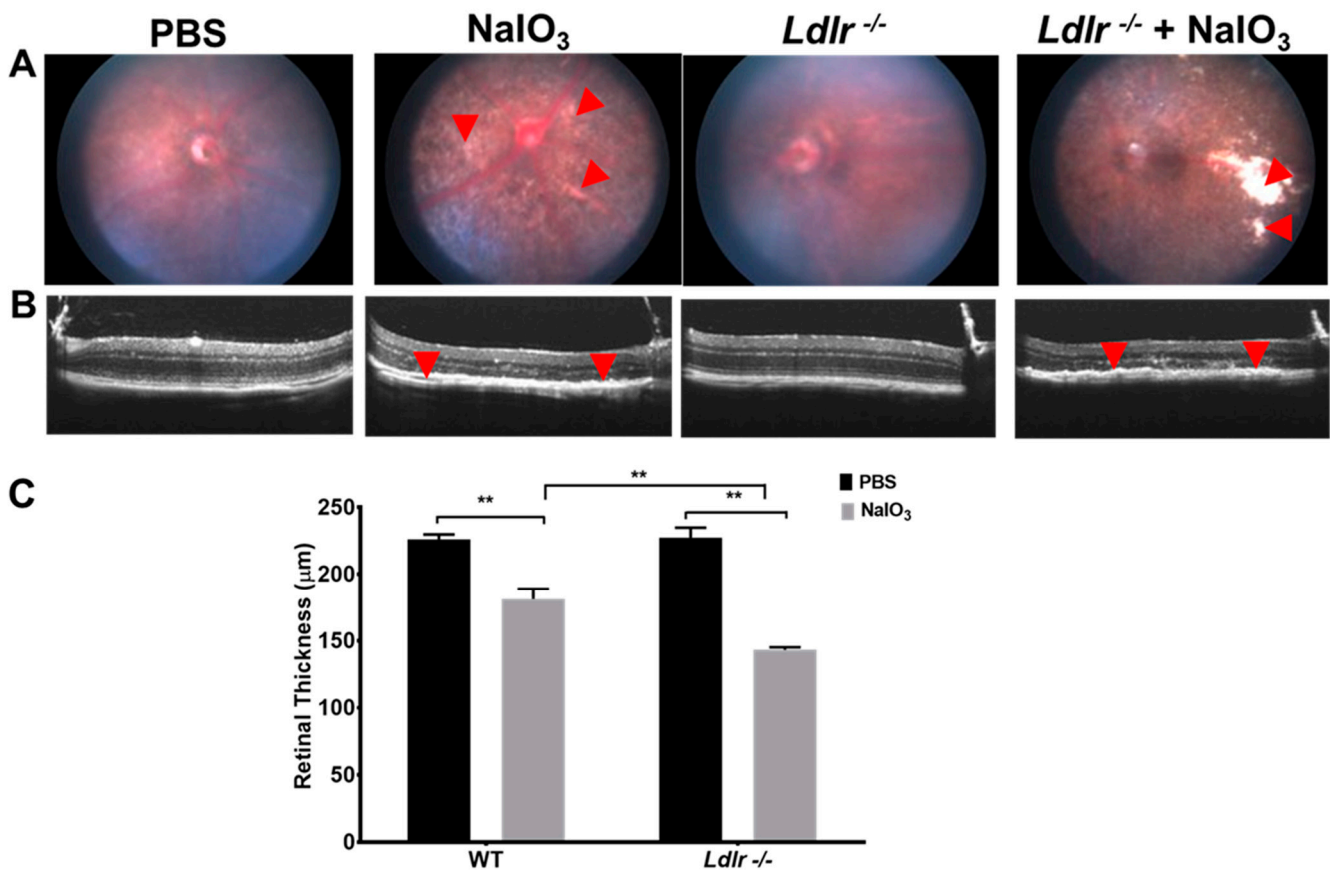 PBS NaIO₃ Ldlr -/- Ldlr -/- + NaIO₃
A
B
C
** ** **
PBS
NaIO₃
Retinal Thickness (μm)
250
200
150
100
50
0
WT Ldlr -/-